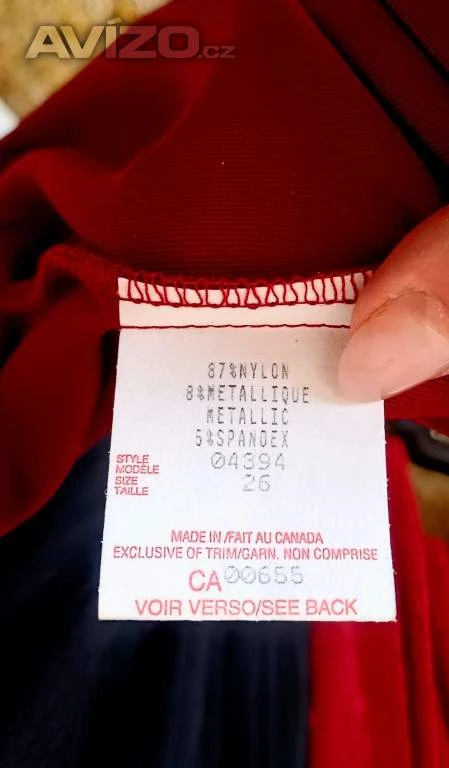 AVÍZO.cz
87%NYLON
8%METALLIQUE
METALLIC
5%SPANDEX
STYLE
MODÈLE 04394
SIZE
TAILLE 26
MADE IN/FAIT AU CANADA
EXCLUSIVE OF TRIM/GARN. NON COMPRISE
CA 00655
VOIR VERSO/SEE BACK